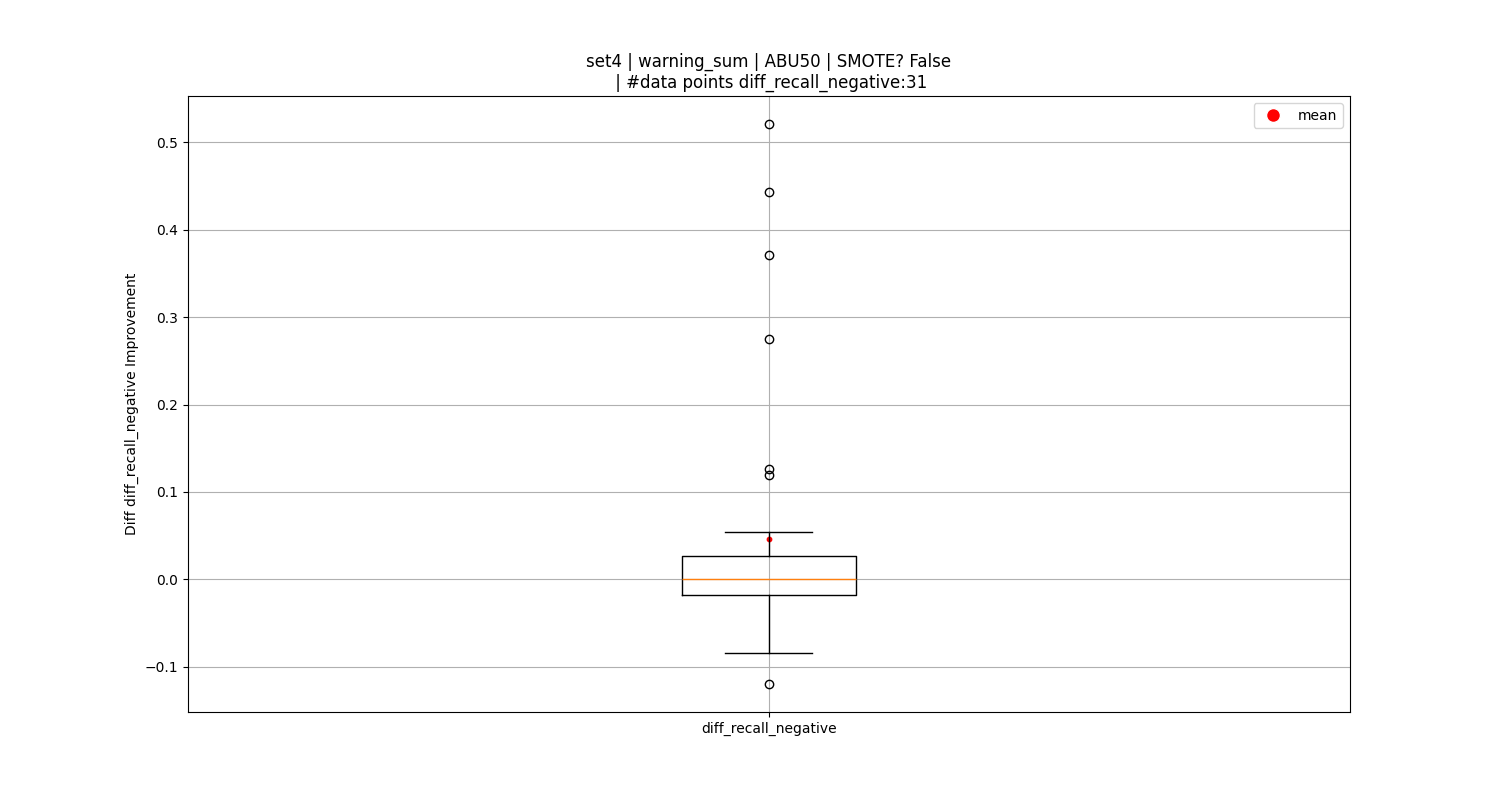 set4 | warning_sum | ABU50 | SMOTE? False
| #data points diff_recall_negative:31
mean
0.5
0.4
0.3
0.2
0.1
0.0
−0.1
Diff diff_recall_negative Improvement
diff_recall_negative